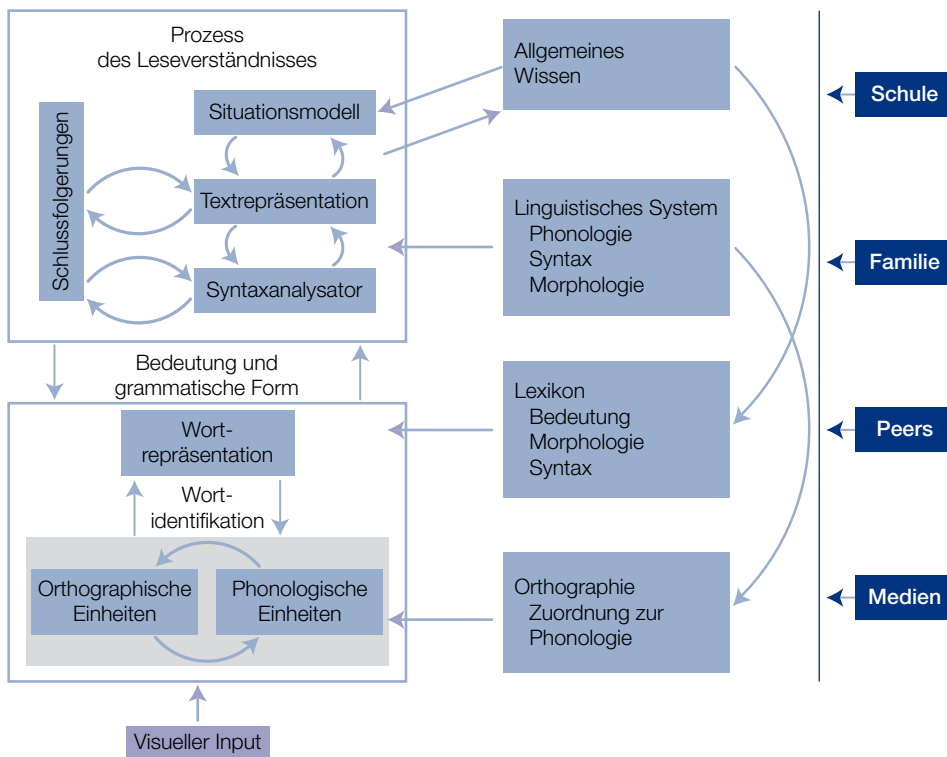 Prozess
des Leseverständnisses
Situationsmodell
Schlussfolgerungen
Textrepräsentation
Syntaxanalysator
Bedeutung und
grammatische Form
Wort-
repräsentation
Wort-
identifikation
Orthographische
Einheiten
Phonologische
Einheiten
Visueller Input
Allgemeines
Wissen
Linguistisches System
Phonologie
Syntax
Morphologie
Lexikon
Bedeutung
Morphologie
Syntax
Orthographie
Zuordnung zur
Phonologie
Schule
Familie
Peers
Medien